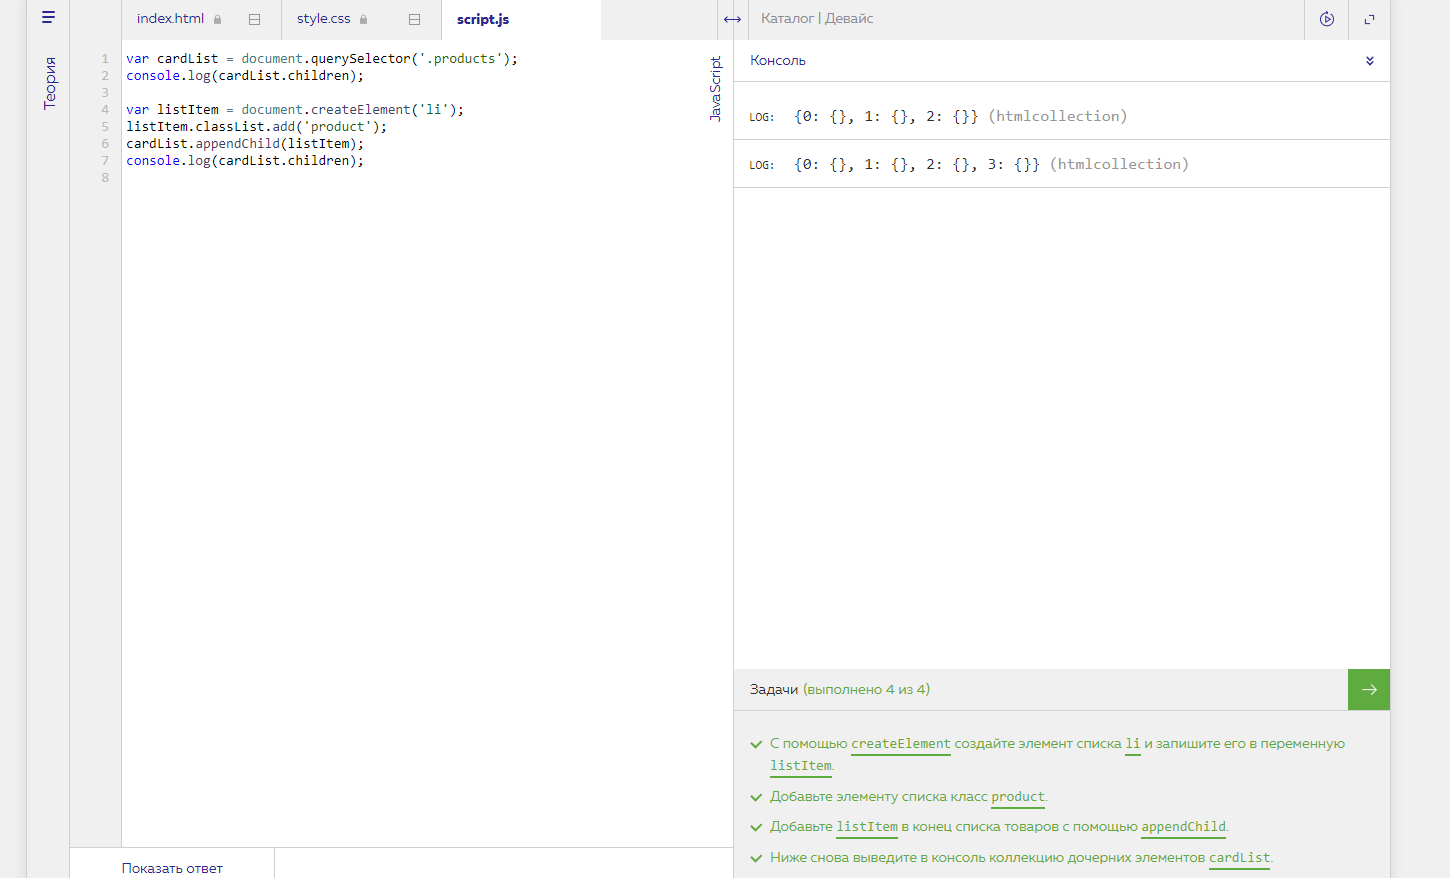 index.html
style.css
script.js
Каталог | Девайс
Теория
1 var cardList = document.querySelector('.products');
2 console.log(cardList.children);
3
4 var listItem = document.createElement('li');
5 listItem.classList.add('product');
6 cardList.appendChild(listItem);
7 console.log(cardList.children);
8
JavaScript
Консоль
LOG: {0: {}, 1: {}, 2: {}} (htmlcollection)
LOG: {0: {}, 1: {}, 2: {}, 3: {}} (htmlcollection)
Задачи (выполнено 4 из 4)
С помощью createElement создайте элемент списка li и запишите его в переменную
listItem.
Добавьте элементу списка класс product.
Добавьте listItem в конец списка товаров с помощью appendChild.
Ниже снова выведите в консоль коллекцию дочерних элементов cardList.
Показать ответ